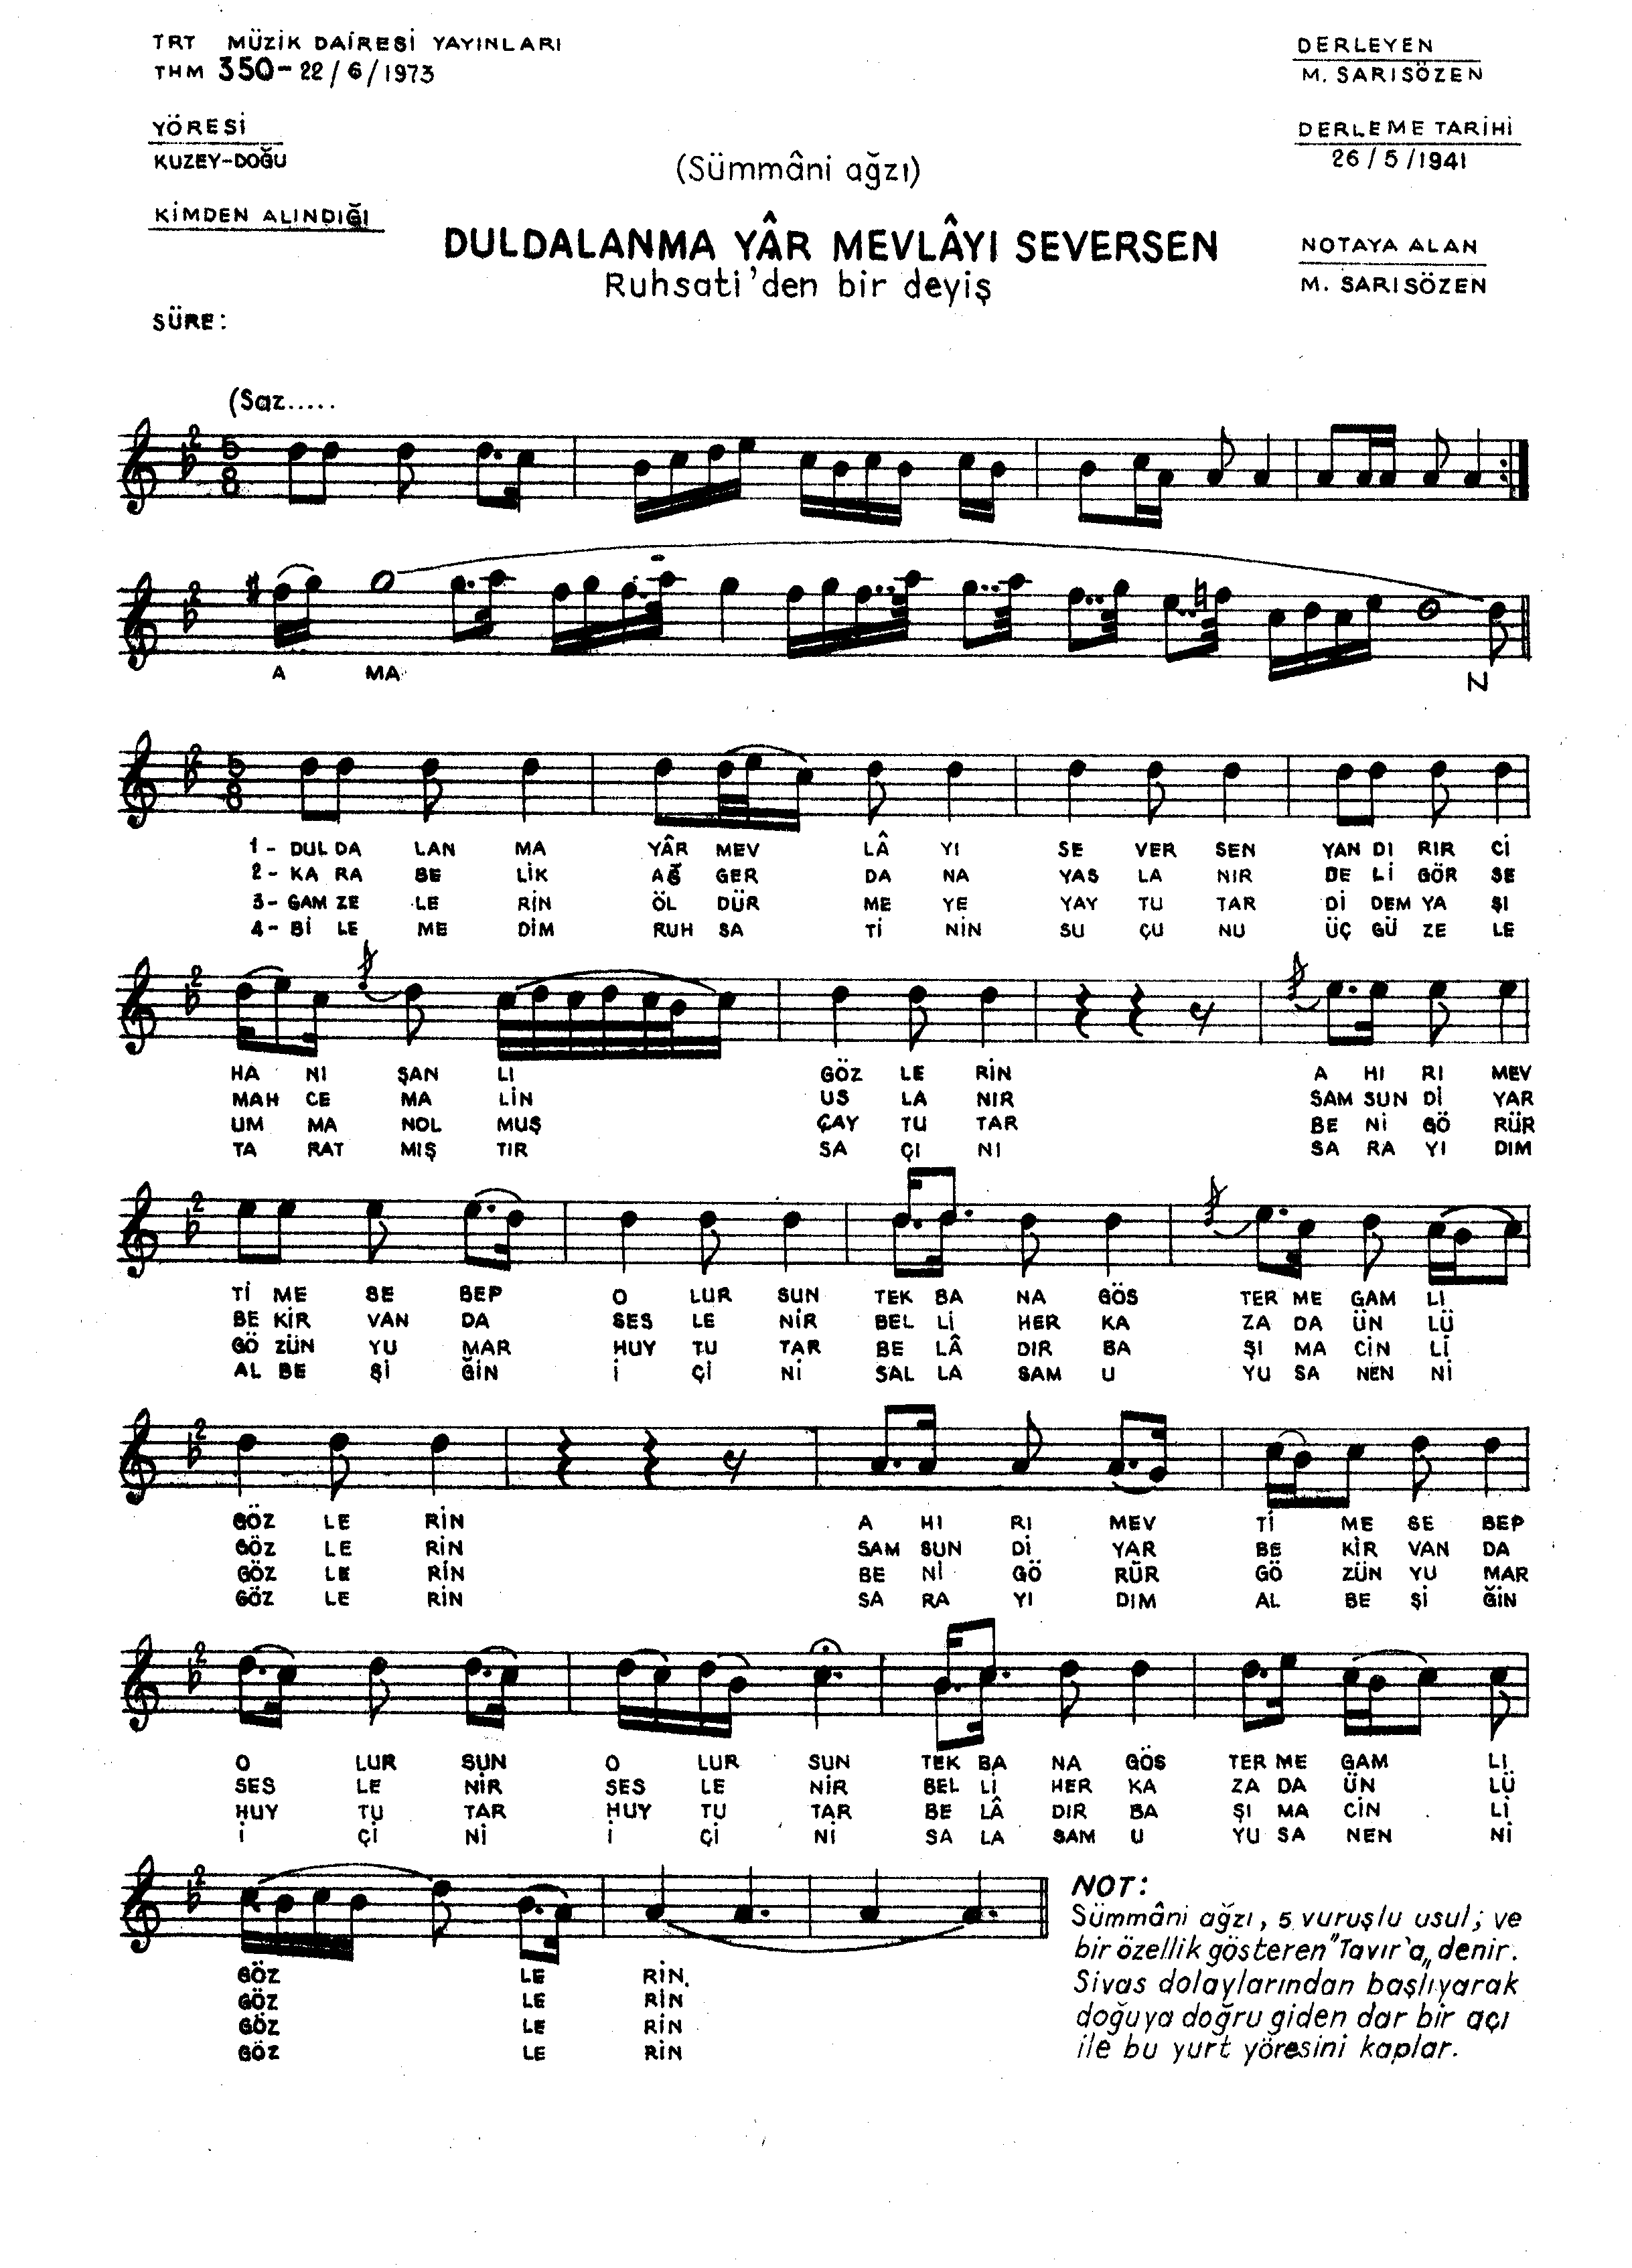 TRT MÜZİK DAİRESİ YAYINLARI
THM 350-22/6/1973
DERLEYEN
M. SARISÖZEN
YÖRESİ
KUZEY-DOĞU
DERLEME TARİHİ
26/5/1941
(Sümmâni ağzı)
KİMDEN ALINDIĞI
DULDALANMA YÂR MEVLÂYI SEVERSEN
Ruhsati'den bir deyiş
NOTAYA ALAN
M. SARISÖZEN
SÜRE:
(Saz.....
2 5 8
2
A MA N
2 5 8
1- DUL DA LAN MA YÂR MEV LÂ YI SE VER SEN YAN DI RIR Cİ
2- KA RA BE LİK AĞ GER DA NA YAS LA NIR DE Lİ GÖR SE
3- GAM ZE LE RİN ÖL DÜR ME YE YAY TU TAR Dİ DEM YA ŞI
4- Bİ LE ME DİM RUH SA Tİ NİN SU ÇU NU ÜÇ GÜ ZE LE
2
HA NI ŞAN LI GÖZ LE RİN A HI RI MEV
MAH CE MA LİN US LA NIR SAM SUN Dİ YAR
UM MA NOL MUŞ ÇAY TU TAR BE Nİ GÖ RÜR
TA RAT MIŞ TIR SA ÇI NI SA RA YI DIM
2
Tİ ME SE BEP O LUR SUN TEK BA NA GÖS TER ME GAM LI
BE KİR VAN DA SES LE NİR BEL Lİ HER KA ZA DA ÜN LÜ
GÖ ZÜN YU MAR HUY TU TAR BE LÂ DIR BA ŞI MA CİN Lİ
AL BE Şİ ĞİN İ Çİ Nİ SAL LA SAM U YU SA NEN Nİ
2
GÖZ LE RİN A HI RI MEV Tİ ME SE BEP
GÖZ LE RİN SAM SUN Dİ YAR BE KİR VAN DA
GÖZ LE RİN BE Nİ GÖ RÜR GÖ ZÜN YU MAR
GÖZ LE RİN SA RA YI DIM AL BE Şİ ĞİN
2
O LUR SUN O LUR SUN TEK BA NA GÖS TER ME GAM LI
SES LE NİR SES LE NİR BEL Lİ HER KA ZA DA ÜN LÜ
HUY TU TAR HUY TU TAR BE LÂ DIR BA ŞI MA CİN Lİ
İ Çİ Nİ İ Çİ Nİ SA LA SAM U YU SA NEN Nİ
2
GÖZ LE RİN
GÖZ LE RİN
GÖZ LE RİN
GÖZ LE RİN
NOT:
Sümmâni ağzı, 5 vuruşlu usul; ve
bir özellik gösteren "Tavır'a„ denir.
Sivas dolaylarından başlıyarak
doğuya doğru giden dar bir açı
ile bu yurt yöresini kaplar.